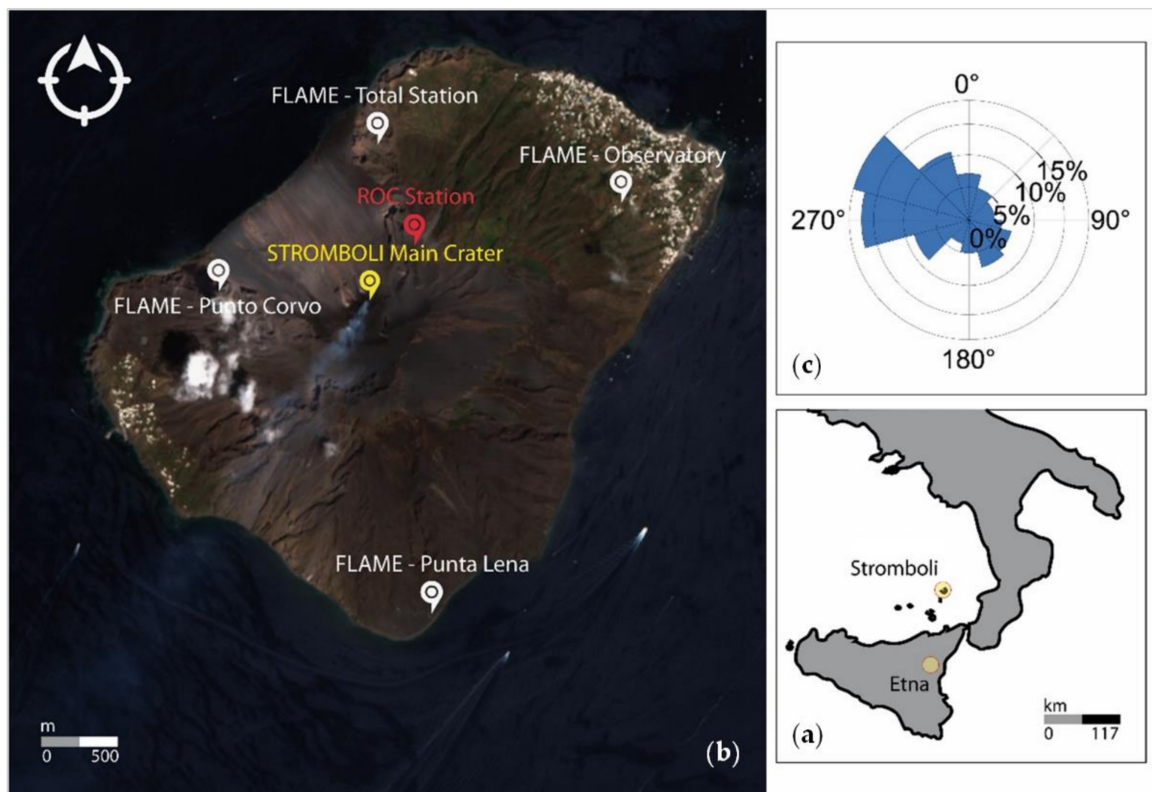 FLAME - Total Station
FLAME - Observatory
ROC Station
STROMBOLI Main Crater
FLAME - Punto Corvo
FLAME - Punta Lena
m
0 500
(b)
0°
15%
10%
5%
0%
270°
90°
180°
(c)
Stromboli
Etna
km
0 117
(a)